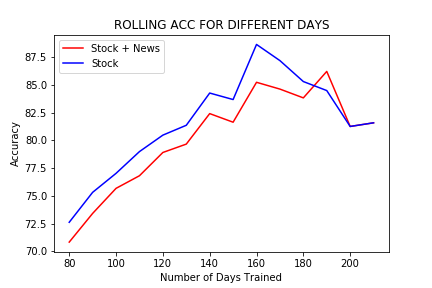 ROLLING ACC FOR DIFFERENT DAYS
Stock + News
Stock
87.5
85.0
82.5
80.0
77.5
75.0
72.5
70.0
Accuracy
80 100 120 140 160 180 200
Number of Days Trained